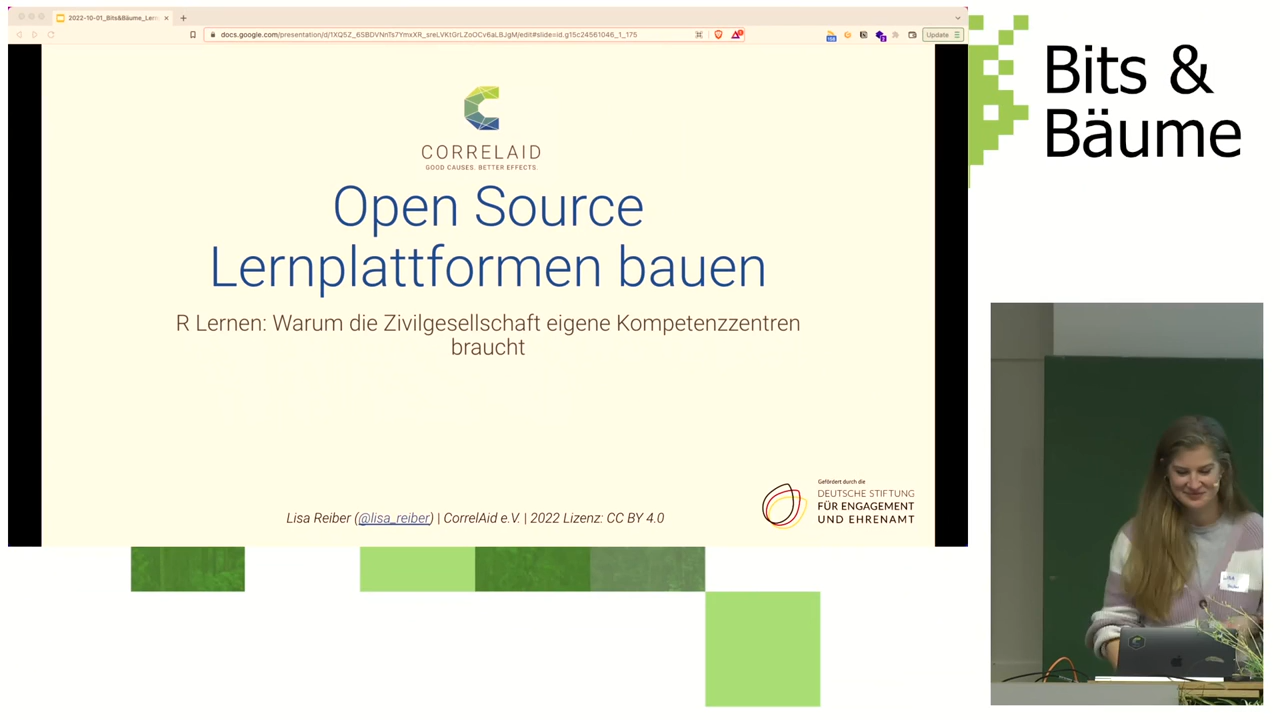 2022-10-01_Bits&Bäume_Lern
docs.google.com/presentation/d/1XQ5Z_6SBDVNnTs7YmxXR_sreLVKtGrLZoOCv6aLBJgM/edit#slide=id.g15c24561046_1_175
Update
Bits &
Bäume
CORRELAID
GOOD CAUSES. BETTER EFFECTS.
Open Source
Lernplattformen bauen
R Lernen: Warum die Zivilgesellschaft eigene Kompetenzzentren
braucht
Gefördert durch die
DEUTSCHE STIFTUNG
FÜR ENGAGEMENT
UND EHRENAMT
Lisa Reiber (@lisa_reiber) | CorrelAid e.V. | 2022 Lizenz: CC BY 4.0
LISA